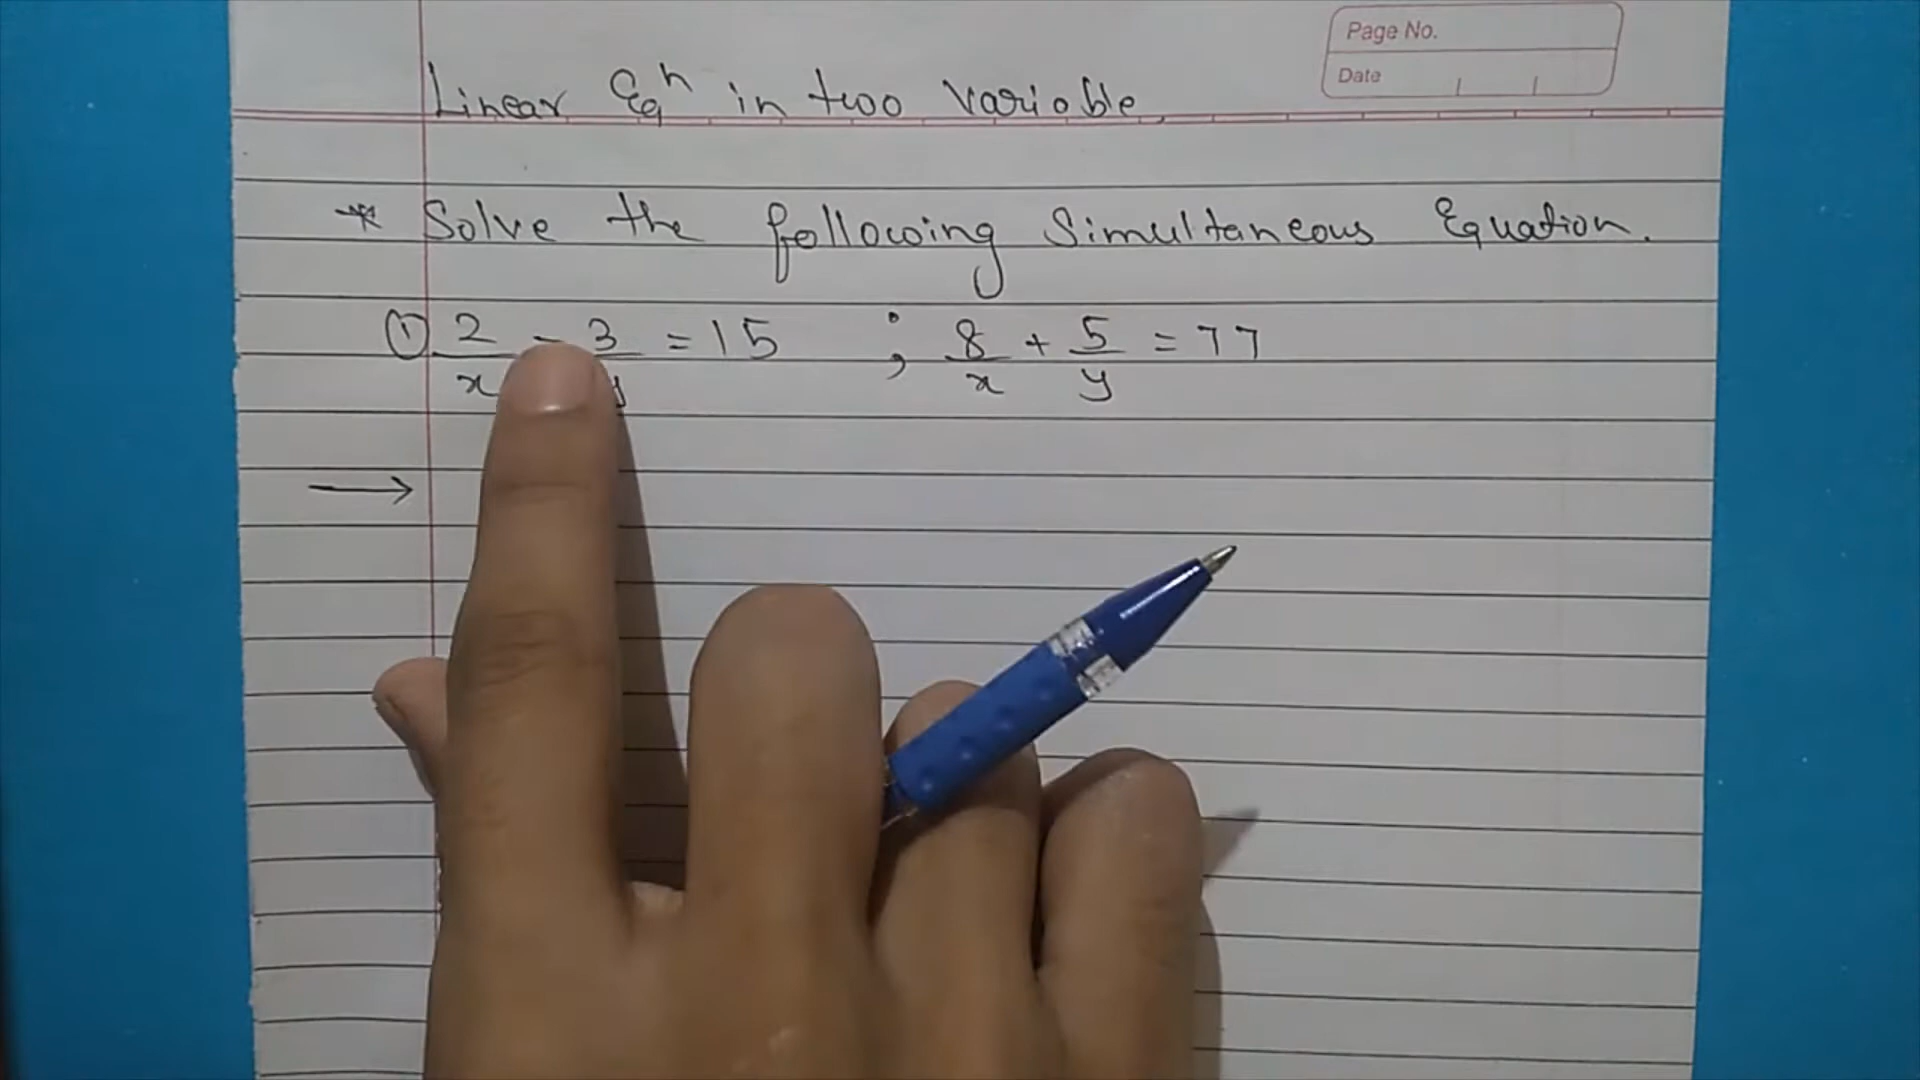 Page No.
Date
Linear Eqⁿ in two variable.
* Solve the following Simultaneous Equation.
① 2/x - 3/y = 15 ; 8/x + 5/y = 77
→